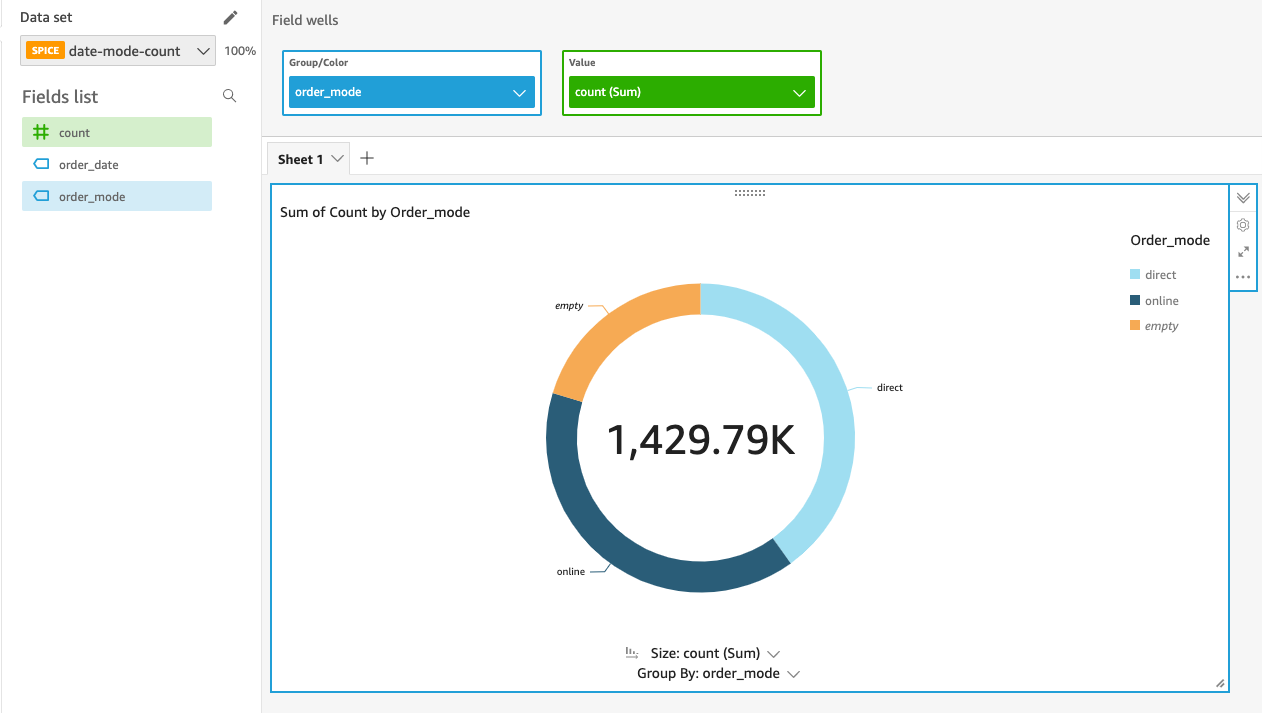 Data set
SPICE date-mode-count 100%
Fields list
count
order_date
order_mode
Field wells
Group/Color
order_mode
Value
count (Sum)
Sheet 1
Sum of Count by Order_mode
Order_mode
direct
online
empty
empty
direct
1,429.79K
online
Size: count (Sum)
Group By: order_mode